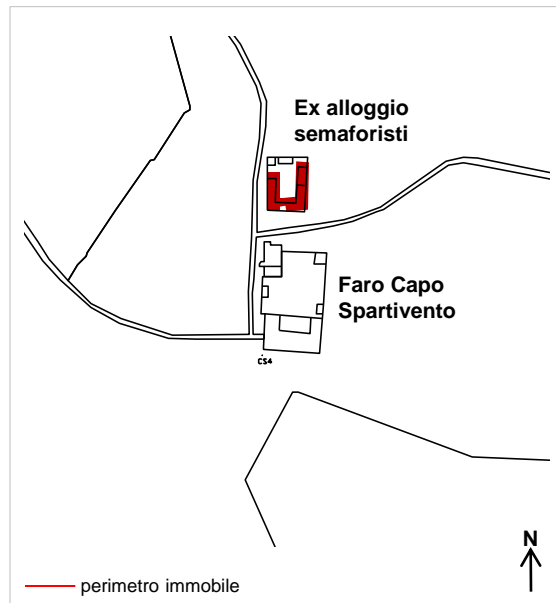 Ex alloggio
semaforisti
Faro Capo
Spartivento
CS4
N
perimetro immobile